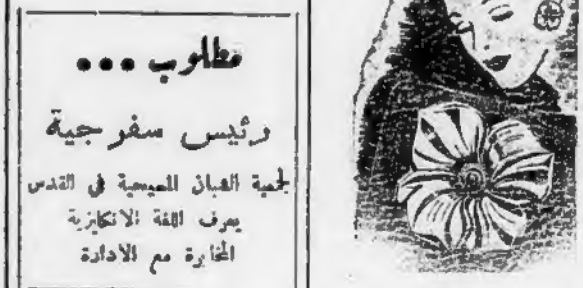 مطلوب ...
رئيس سفرجية
لجمعية الشبان المسيحية في القدس
يعرف اللغة الانكليزية
المخابرة مع الادارة